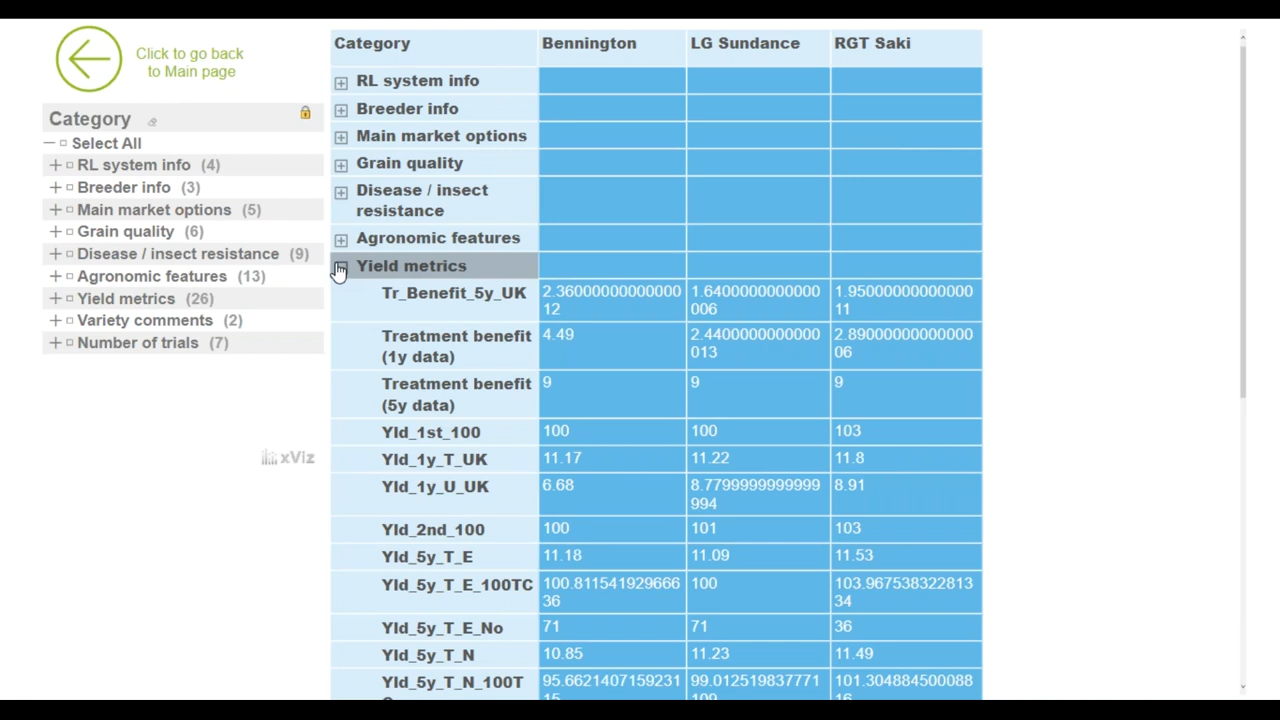 Click to go back
to Main page
Category
Select All
RL system info (4)
Breeder info (3)
Main market options (5)
Grain quality (6)
Disease / insect resistance (9)
Agronomic features (13)
Yield metrics (26)
Variety comments (2)
Number of trials (7)
xViz
Category Bennington LG Sundance RGT Saki
RL system info
Breeder info
Main market options
Grain quality
Disease / insect
resistance
Agronomic features
Yield metrics
Tr_Benefit_5y_UK 2.36000000000000 1.6400000000000 1.95000000000000
12 006 11
Treatment benefit 4.49 2.4400000000000 2.89000000000000
(1y data) 013 06
Treatment benefit 9 9 9
(5y data)
Yld_1st_100 100 100 103
Yld_1y_T_UK 11.17 11.22 11.8
Yld_1y_U_UK 6.68 8.7799999999999 8.91
994
Yld_2nd_100 100 101 103
Yld_5y_T_E 11.18 11.09 11.53
Yld_5y_T_E_100TC 100.811541929666 100 103.967538322813
36 34
Yld_5y_T_E_No 71 71 36
Yld_5y_T_N 10.85 11.23 11.49
Yld_5y_T_N_100T 95.6621407159231 99.012519837771 101.304884500088